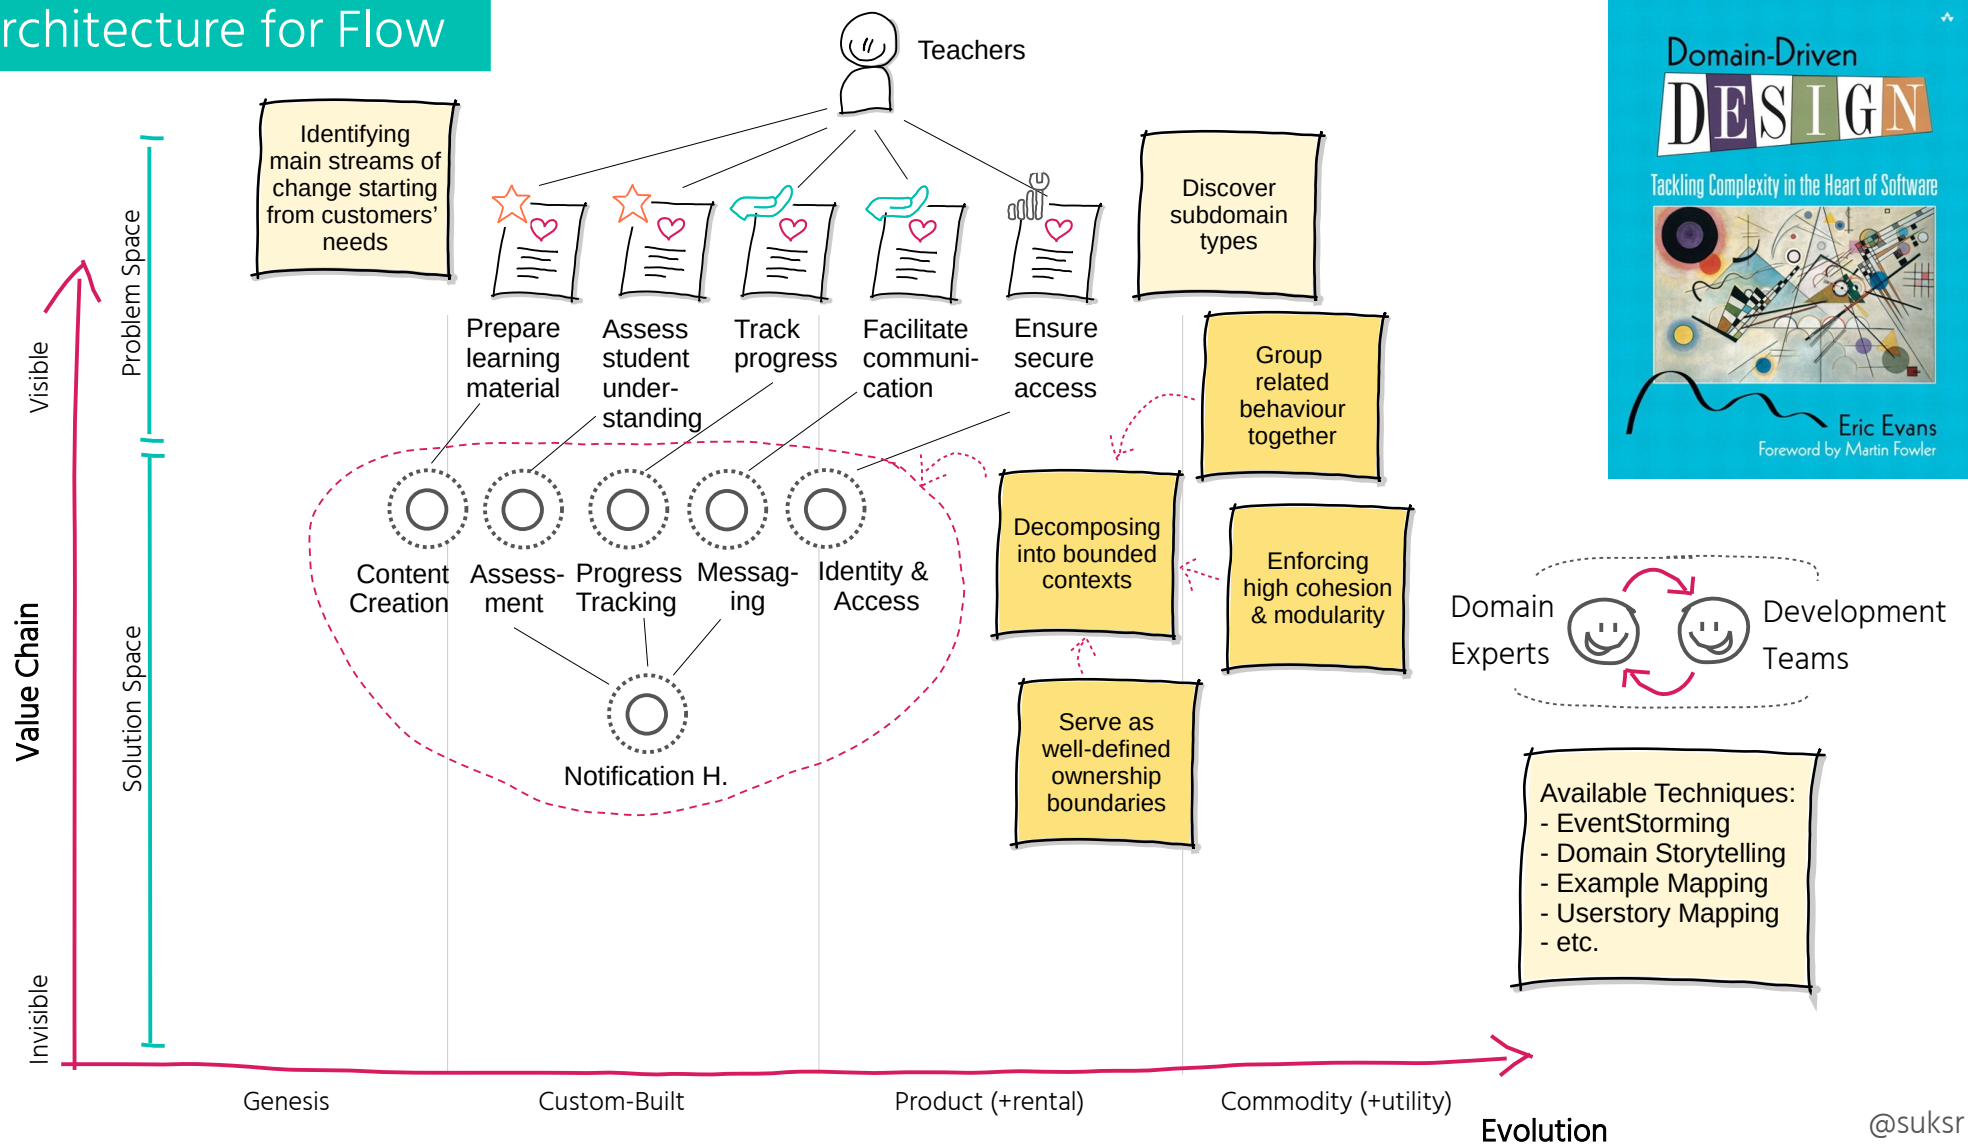 rchitecture for Flow
Teachers
Identifying
main streams of
change starting
from customers’
needs
Discover
subdomain
types
Domain-Driven
DESIGN
Tackling Complexity in the Heart of Software
Eric Evans
Foreword by Martin Fowler
Problem Space
Visible
Prepare
learning
material
Assess
student
under-
standing
Track
progress
Facilitate
communi-
cation
Ensure
secure
access
Group
related
behaviour
together
Decomposing
into bounded
contexts
Enforcing
high cohesion
& modularity
Serve as
well-defined
ownership
boundaries
Content
Creation
Assess-
ment
Progress
Tracking
Messag-
ing
Identity &
Access
Notification H.
Domain
Experts
Development
Teams
Available Techniques:
- EventStorming
- Domain Storytelling
- Example Mapping
- Userstory Mapping
- etc.
Value Chain
Solution Space
Invisible
Genesis
Custom-Built
Product (+rental)
Commodity (+utility)
Evolution
@suksr